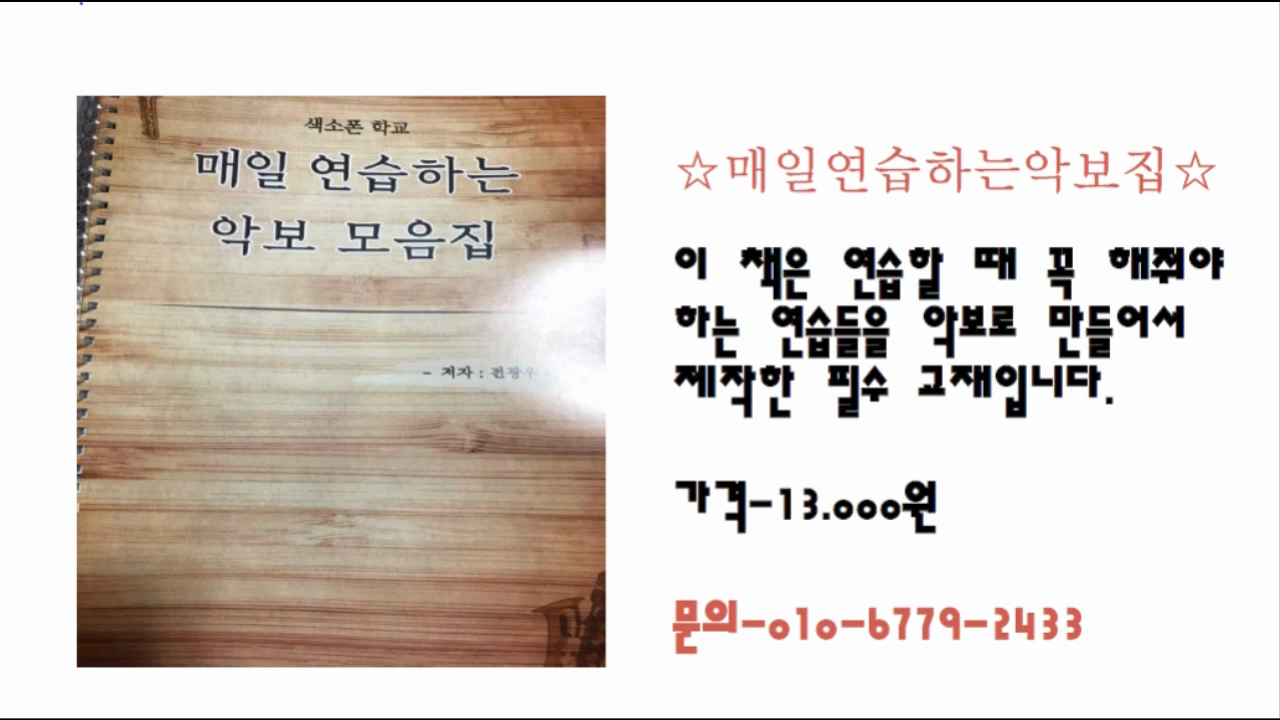 색소폰 학교
매일 연습하는
악보 모음집
- 저자 : 전광우 -
☆매일연습하는악보집☆
이 책은 연습할 때 꼭 해줘야
하는 연습들을 악보로 만들어서
제작한 필수 교재입니다.
가격-13.000원
문의-010-6779-2433